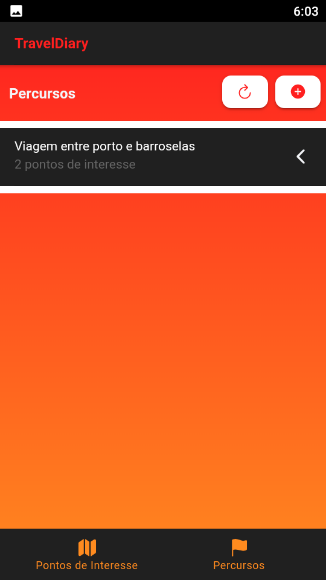 6:03
TravelDiary
Percursos
Viagem entre porto e barroselas
2 pontos de interesse
Pontos de Interesse
Percursos